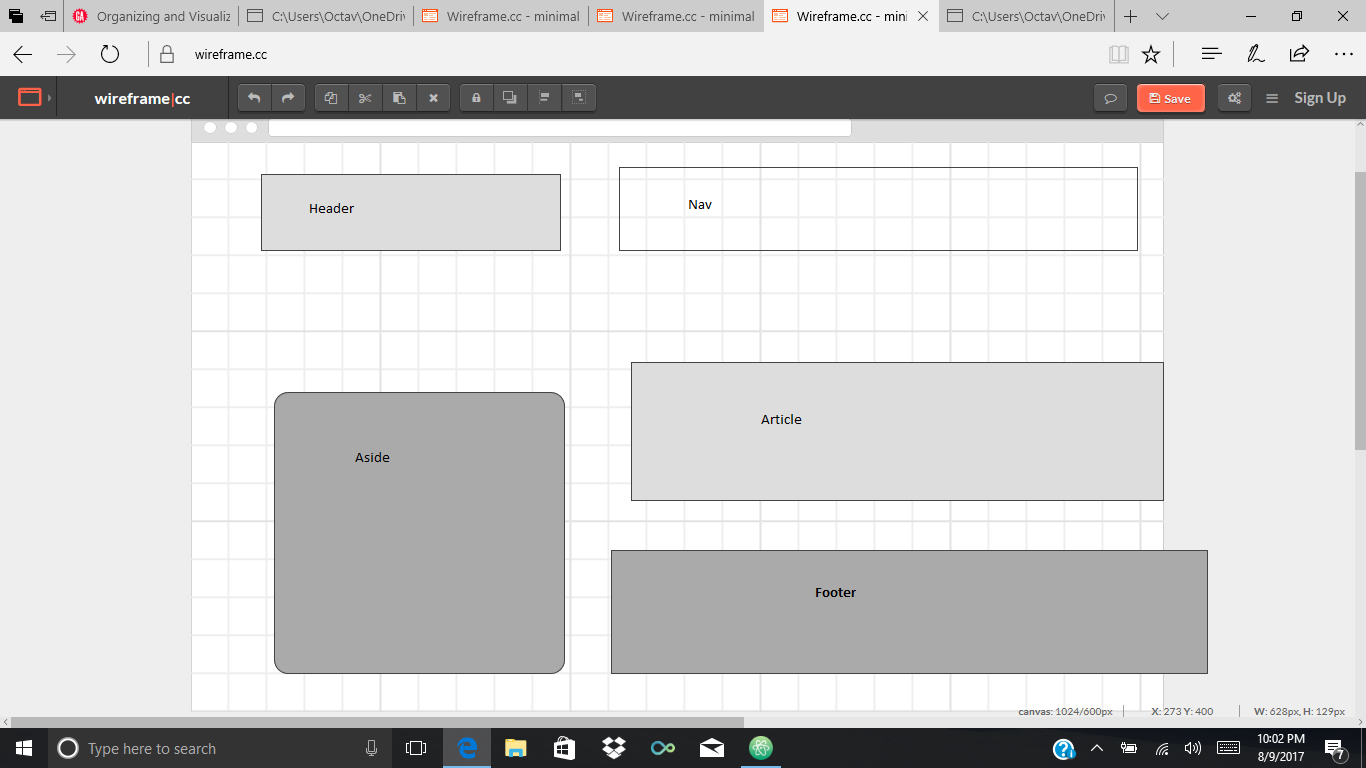 Organizing and Visualiz
C:\Users\Octav\OneDriv
Wireframe.cc - minimal
Wireframe.cc - minimal
Wireframe.cc - mini
C:\Users\Octav\OneDriv
wireframe.cc
wireframe|cc
Save
Sign Up
Header
Nav
Article
Aside
Footer
canvas: 1024/600px
X: 273 Y: 400
W: 628px, H: 129px
Type here to search
10:02 PM
8/9/2017
7